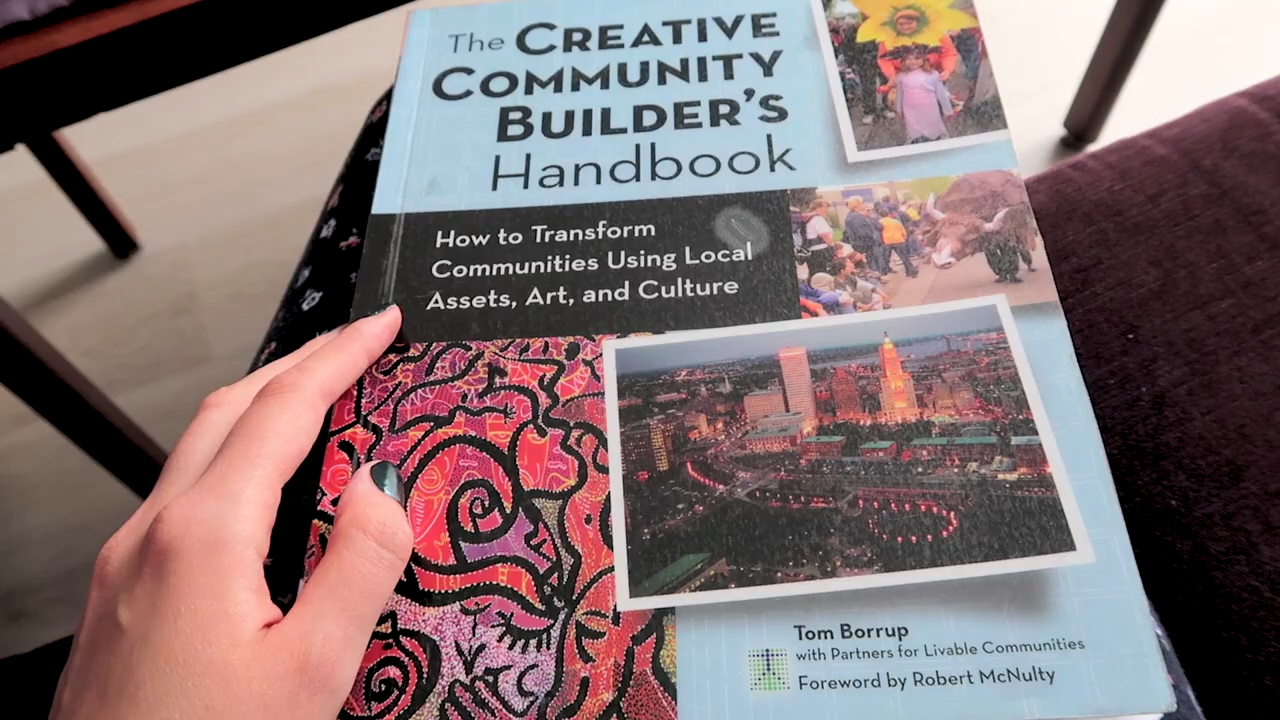 The CREATIVE
COMMUNITY
BUILDER'S
Handbook
How to Transform
Communities Using Local
Assets, Art, and Culture
Tom Borrup
with Partners for Livable Communities
Foreword by Robert McNulty